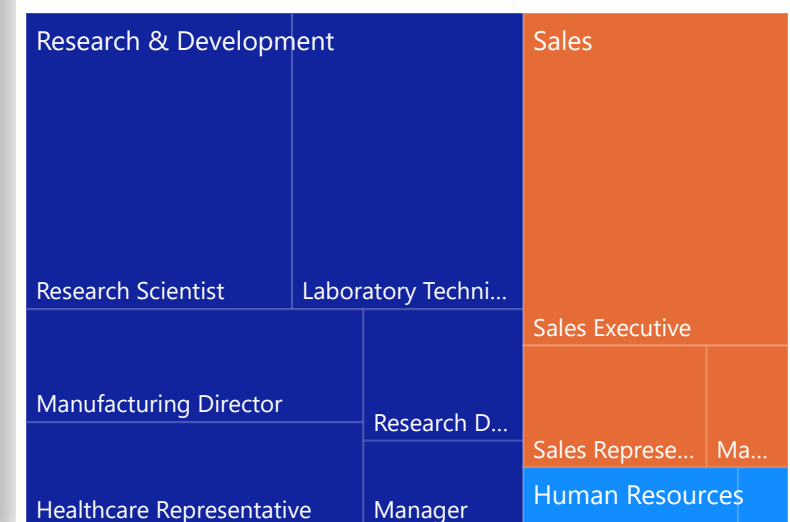 Research & Development
Research Scientist
Laboratory Techni...
Manufacturing Director
Research D...
Healthcare Representative
Manager
Sales
Sales Executive
Sales Represe...
Ma...
Human Resources